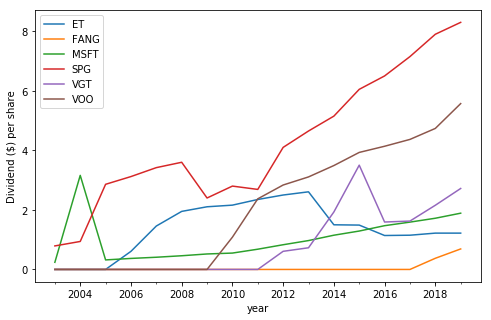 ET
FANG
MSFT
SPG
VGT
VOO
8
6
4
2
0
Dividend ($) per share
2004 2006 2008 2010 2012 2014 2016 2018
year